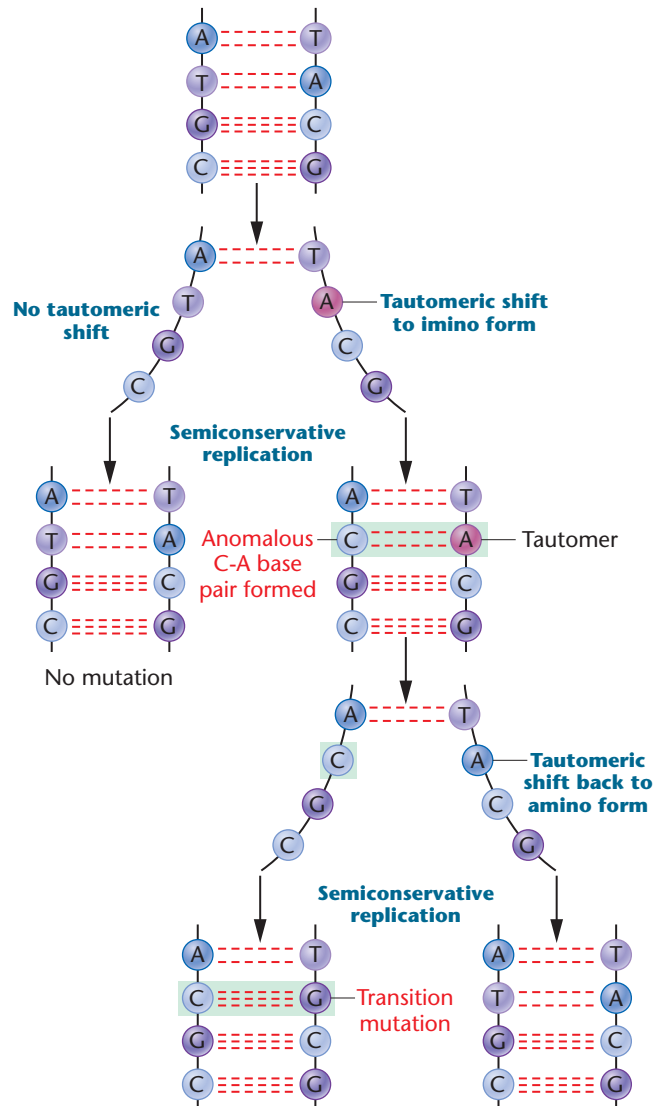 A T
T A
G C
C G
A T
No tautomeric
shift
T A
Tautomeric shift
to imino form
G C
C G
Semiconservative
replication
A T
T A
G C
C G
No mutation
A T
Anomalous
C-A base
pair formed
C A
Tautomer
G C
C G
A T
C A
Tautomeric
shift back to
amino form
G C
C G
Semiconservative
replication
A T
C G
Transition
mutation
G C
C G
A T
T A
G C
C G